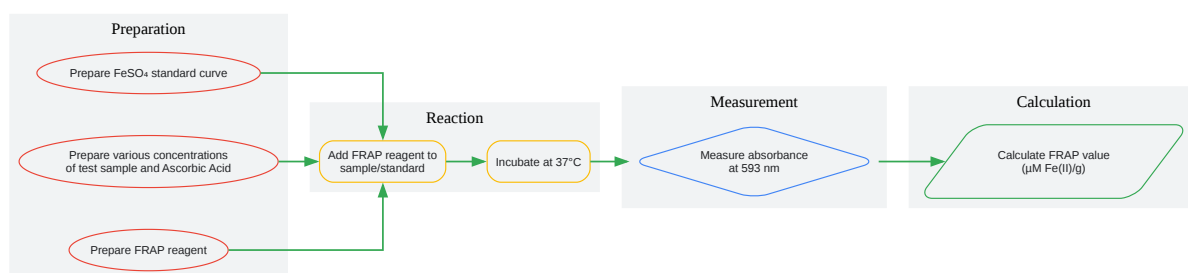 Preparation
Prepare FeSO₄ standard curve
Prepare various concentrations
of test sample and Ascorbic Acid
Prepare FRAP reagent
Reaction
Add FRAP reagent to
sample/standard
Incubate at 37°C
Measurement
Measure absorbance
at 593 nm
Calculation
Calculate FRAP value
(µM Fe(II)/g)